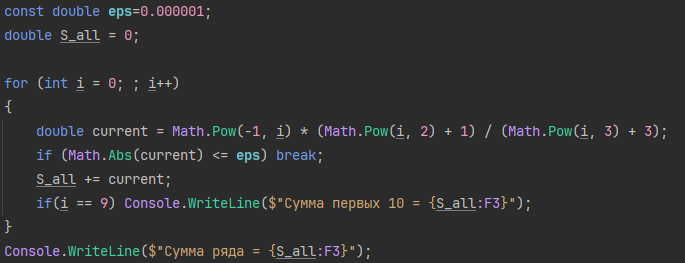 const double eps=0.000001;
double S_all = 0;
for (int i = 0; ; i++)
{
double current = Math.Pow(-1, i) * (Math.Pow(i, 2) + 1) / (Math.Pow(i, 3) + 3);
if (Math.Abs(current) <= eps) break;
S_all += current;
if(i == 9) Console.WriteLine($"Сумма первых 10 = {S_all:F3}");
}
Console.WriteLine($"Сумма ряда = {S_all:F3}");